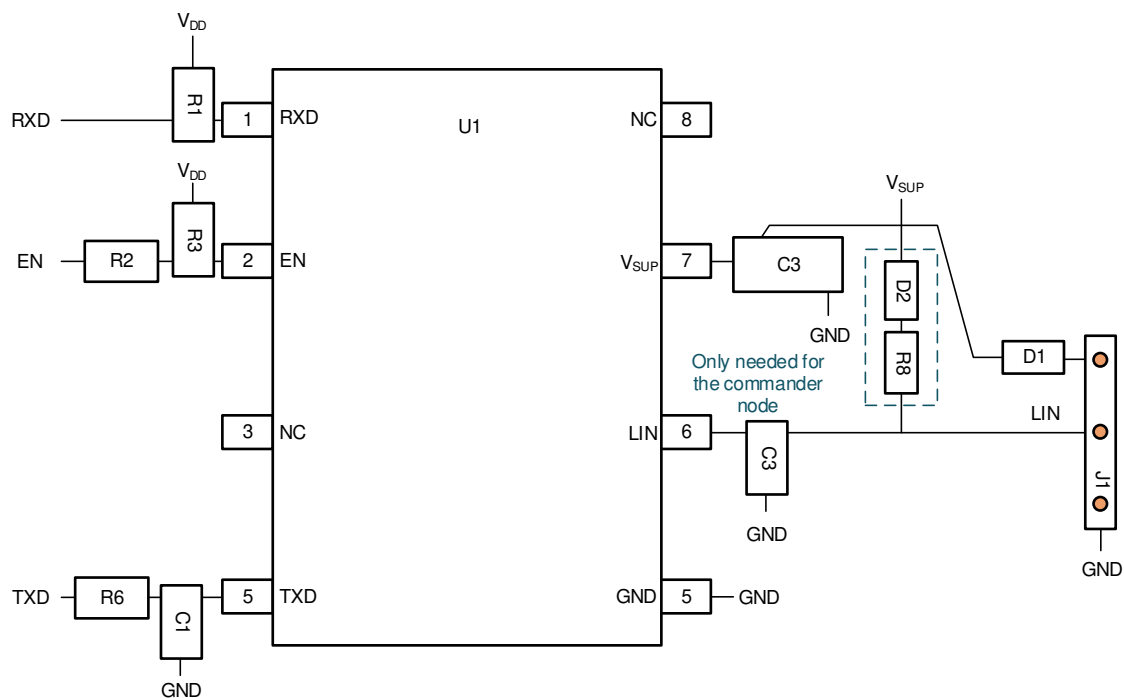 VDD
RXD
R1
1
RXD
U1
NC
8
VDD
EN
R2
R3
2
EN
VSUP
7
C3
GND
VSUP
D2
R8
Only needed for
the commander
node
D1
3
NC
LIN
6
C3
GND
LIN
J1
GND
TXD
R6
C1
GND
5
TXD
GND
5
GND